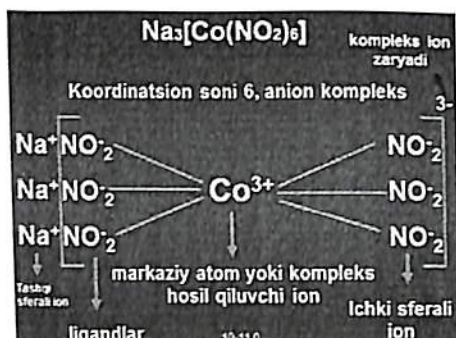 Na₃[Co(NO₂)₆]
kompleks ion
zaryadi
Koordinatsion soni 6, anion kompleks
3-
Na⁺ NO⁻₂ NO⁻₂
Na⁺ NO⁻₂ Co³⁺ NO⁻₂
Na⁺ NO⁻₂ NO⁻₂
Tashqi
sferali ion
markaziy atom yoki kompleks
hosil qiluvchi ion
Ichki sferali
ion
ligandlar